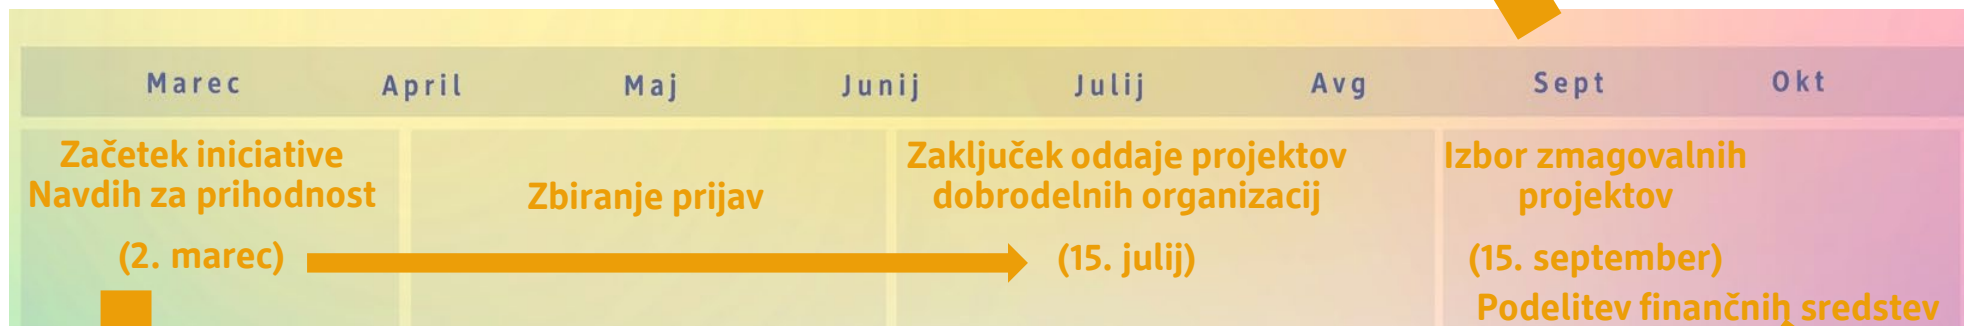 Marec April Maj Junij Julij Avg Sept Okt
Začetek iniciative
Navdih za prihodnost
(2. marec)
Zbiranje prijav
Zaključek oddaje projektov
dobrodelnih organizacij
(15. julij)
Izbor zmagovalnih
projektov
(15. september)
Podelitev finančnih sredstev